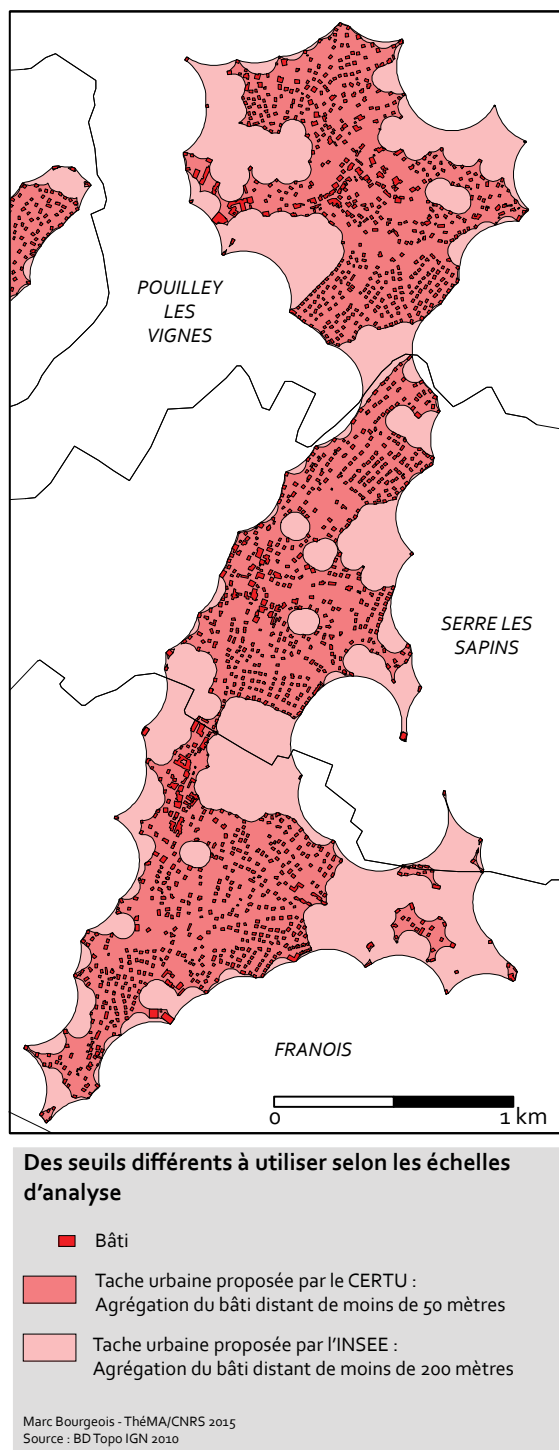 POUILLEY
LES
VIGNES
SERRE LES
SAPINS
FRANOIS
0 1 km
Des seuils différents à utiliser selon les échelles
d'analyse
Bâti
Tache urbaine proposée par le CERTU :
Agrégation du bâti distant de moins de 50 mètres
Tache urbaine proposée par l'INSEE :
Agrégation du bâti distant de moins de 200 mètres
Marc Bourgeois - ThéMA/CNRS 2015
Source : BD Topo IGN 2010